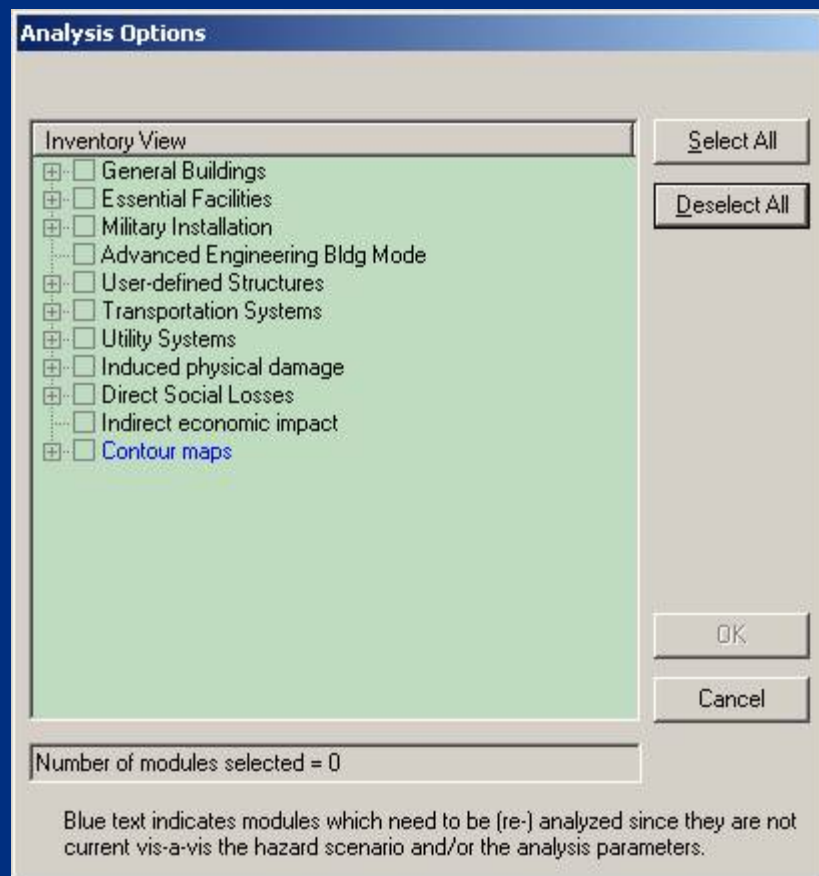 Analysis Options
Inventory View
General Buildings
Essential Facilities
Military Installation
Advanced Engineering Bldg Mode
User-defined Structures
Transportation Systems
Utility Systems
Induced physical damage
Direct Social Losses
Indirect economic impact
Contour maps
Select All
Deselect All
OK
Cancel
Number of modules selected = 0
Blue text indicates modules which need to be (re-) analyzed since they are not
current vis-a-vis the hazard scenario and/or the analysis parameters.